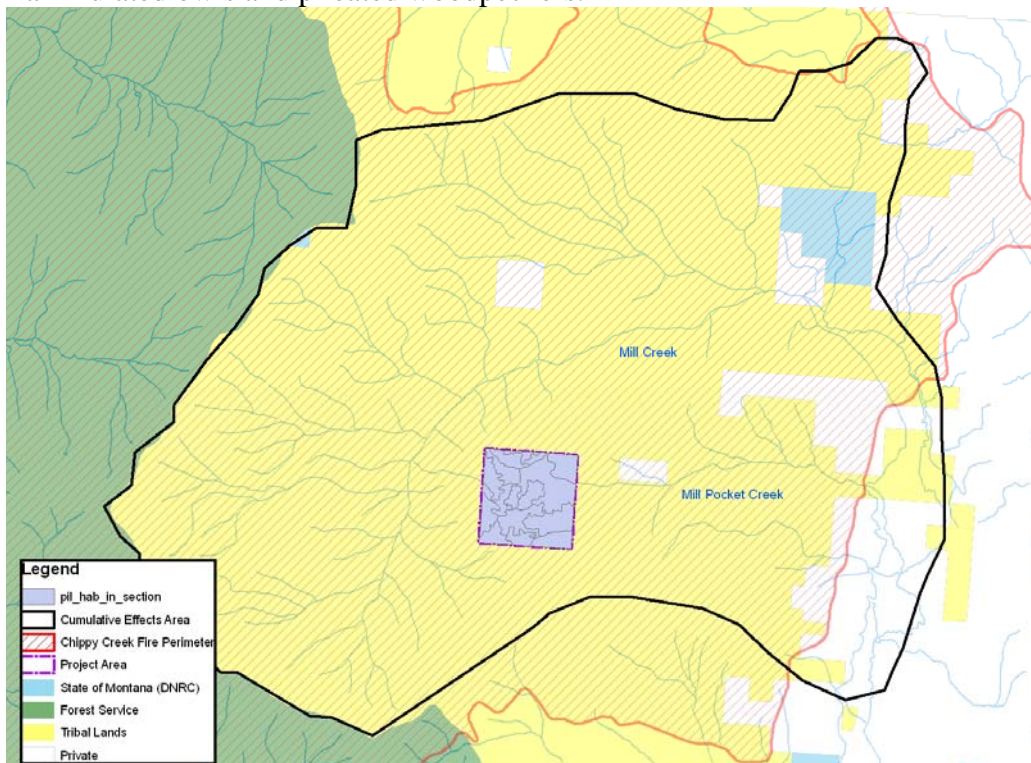 Mill Creek
Mill Pocket Creek
Legend
pil_hab_in_section
Cumulative Effects Area
Chippy Creek Fire Perimeter
Project Area
State of Montana (DNRC)
Forest Service
Tribal Lands
Private